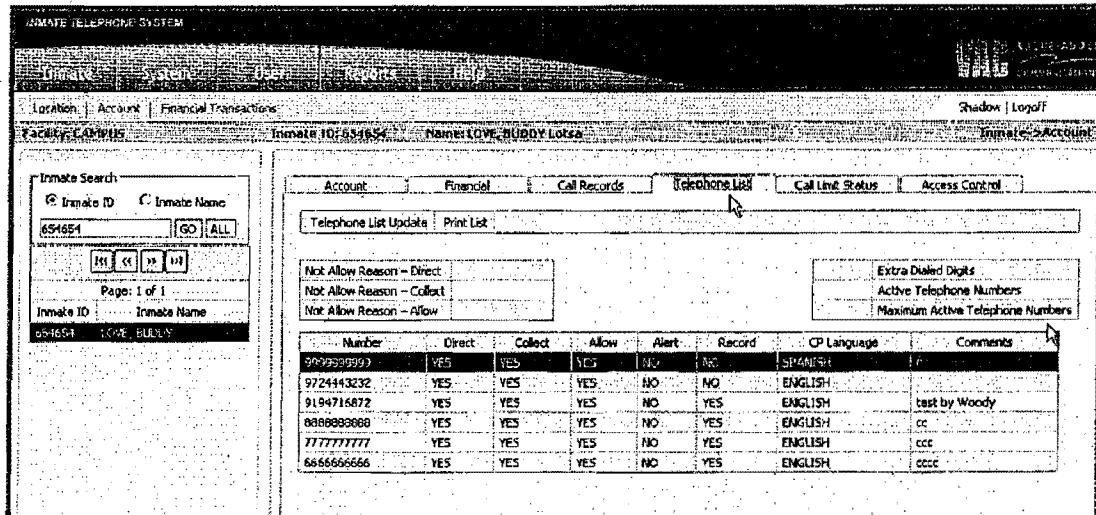 INMATE TELEPHONE SYSTEM
Inmate System User Reports Help
Location | Account | Financial Transactions Shadow | Logoff
Facility: CAMPUS Inmate ID: 654654 Name: LOVE, BUDDY Lotsa Inmate->Account
Inmate Search
Inmate ID Inmate Name
654654 GO ALL
Page: 1 of 1
Inmate ID Inmate Name
654654 LOVE, BUDDY
Account Financial Call Records Telephone List Call Limit Status Access Control
Telephone List Update Print List
Not Allow Reason - Direct Extra Dialed Digits
Not Allow Reason - Collect Active Telephone Numbers
Not Allow Reason - Allow Maximum Active Telephone Numbers
Number Direct Collect Allow Alert Record CP Language Comments
9999999999 YES YES YES NO NO SPANISH
9724443232 YES YES YES NO NO ENGLISH
9194716872 YES YES YES NO YES ENGLISH test by Woody
8888888888 YES YES YES NO YES ENGLISH cc
7777777777 YES YES YES NO YES ENGLISH ccc
6666666666 YES YES YES NO YES ENGLISH cccc